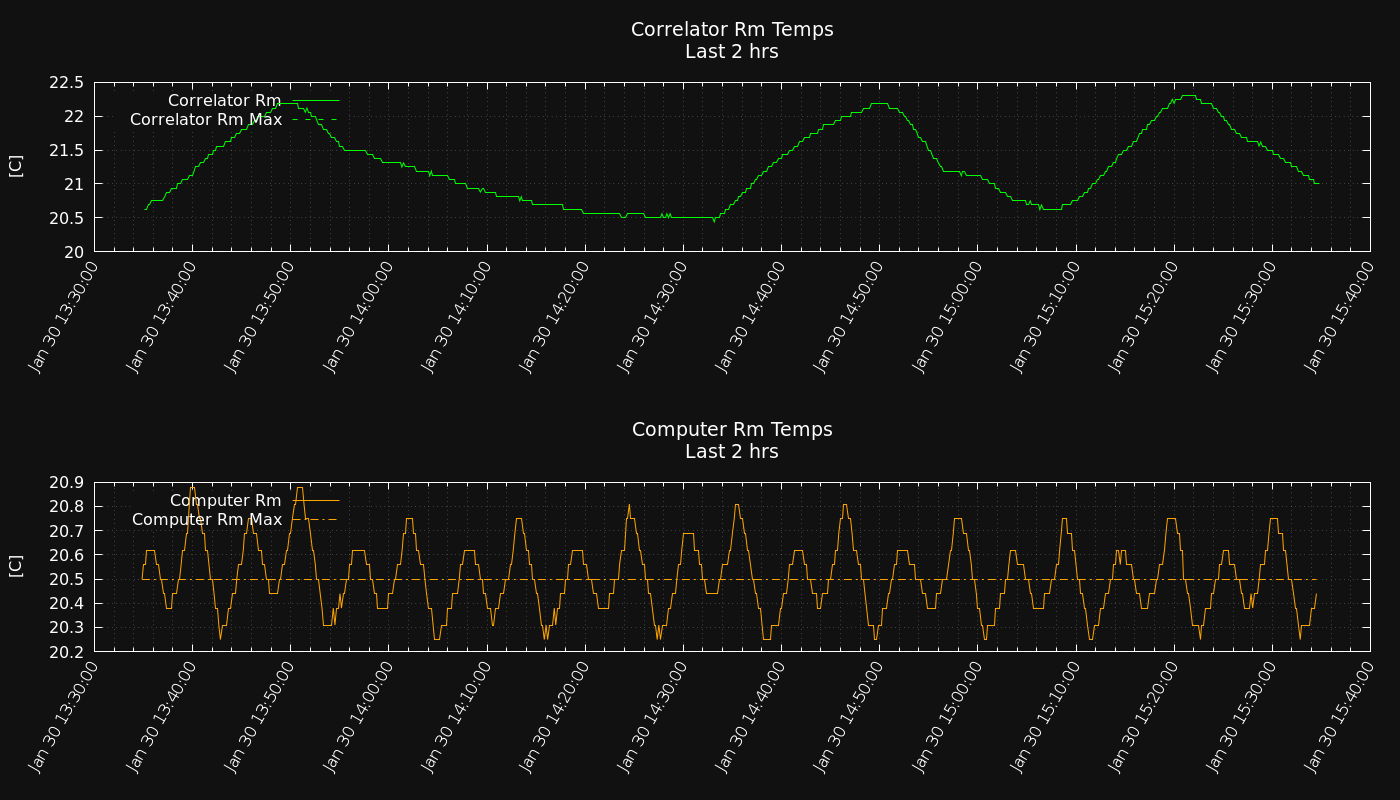 Correlator Rm Temps
Last 2 hrs
22.5
22
21.5
21
20.5
20
[C]
Correlator Rm
Correlator Rm Max
Jan 30 13:30:00
Jan 30 13:40:00
Jan 30 13:50:00
Jan 30 14:00:00
Jan 30 14:10:00
Jan 30 14:20:00
Jan 30 14:30:00
Jan 30 14:40:00
Jan 30 14:50:00
Jan 30 15:00:00
Jan 30 15:10:00
Jan 30 15:20:00
Jan 30 15:30:00
Jan 30 15:40:00
Computer Rm Temps
Last 2 hrs
20.9
20.8
20.7
20.6
20.5
20.4
20.3
20.2
[C]
Computer Rm
Computer Rm Max
Jan 30 13:30:00
Jan 30 13:40:00
Jan 30 13:50:00
Jan 30 14:00:00
Jan 30 14:10:00
Jan 30 14:20:00
Jan 30 14:30:00
Jan 30 14:40:00
Jan 30 14:50:00
Jan 30 15:00:00
Jan 30 15:10:00
Jan 30 15:20:00
Jan 30 15:30:00
Jan 30 15:40:00